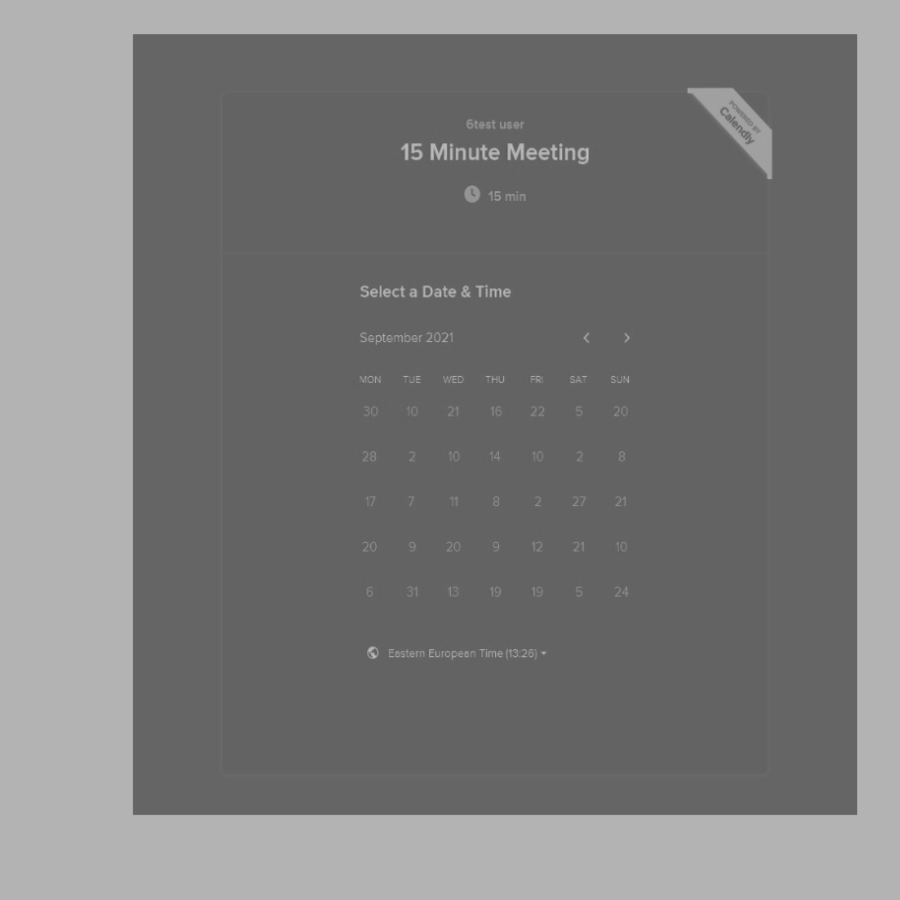 POWERED BY
Calendly
6test user
15 Minute Meeting
15 min
Select a Date & Time
September 2021
MON TUE WED THU FRI SAT SUN
30 10 21 16 22 5 20
28 2 10 14 10 2 8
17 7 11 8 2 27 21
20 9 20 9 12 21 10
6 31 13 19 19 5 24
Eastern European Time (13:26)